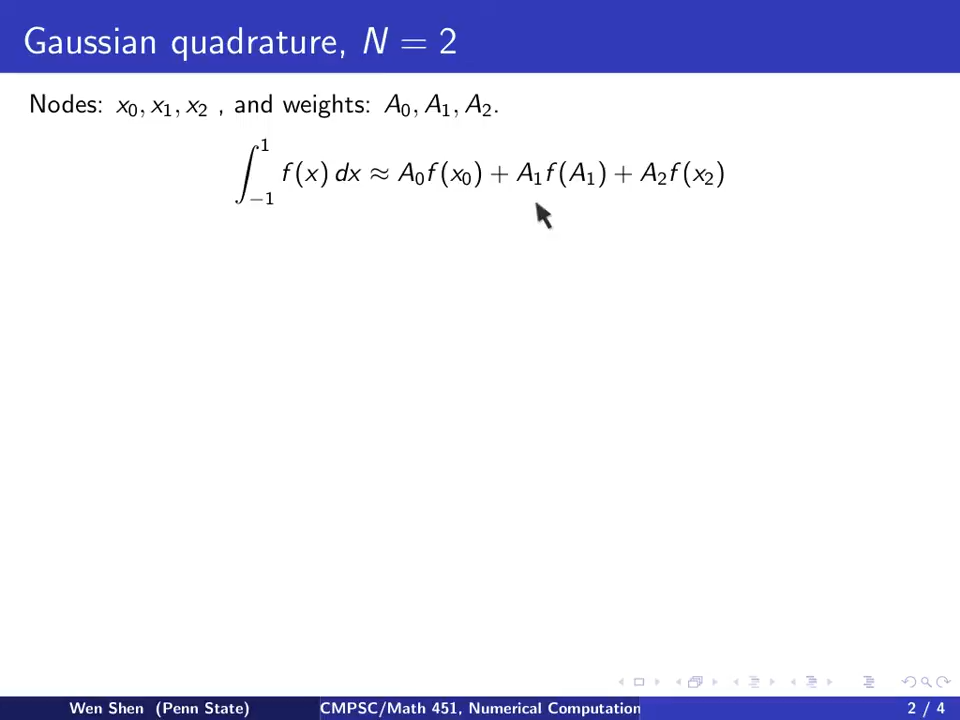 Gaussian quadrature, N = 2
Nodes: x₀, x₁, x₂ , and weights: A₀, A₁, A₂.
∫₋₁¹ f(x) dx ≈ A₀f(x₀) + A₁f(A₁) + A₂f(x₂)
Wen Shen (Penn State) CMPSC/Math 451, Numerical Computation 2 / 4